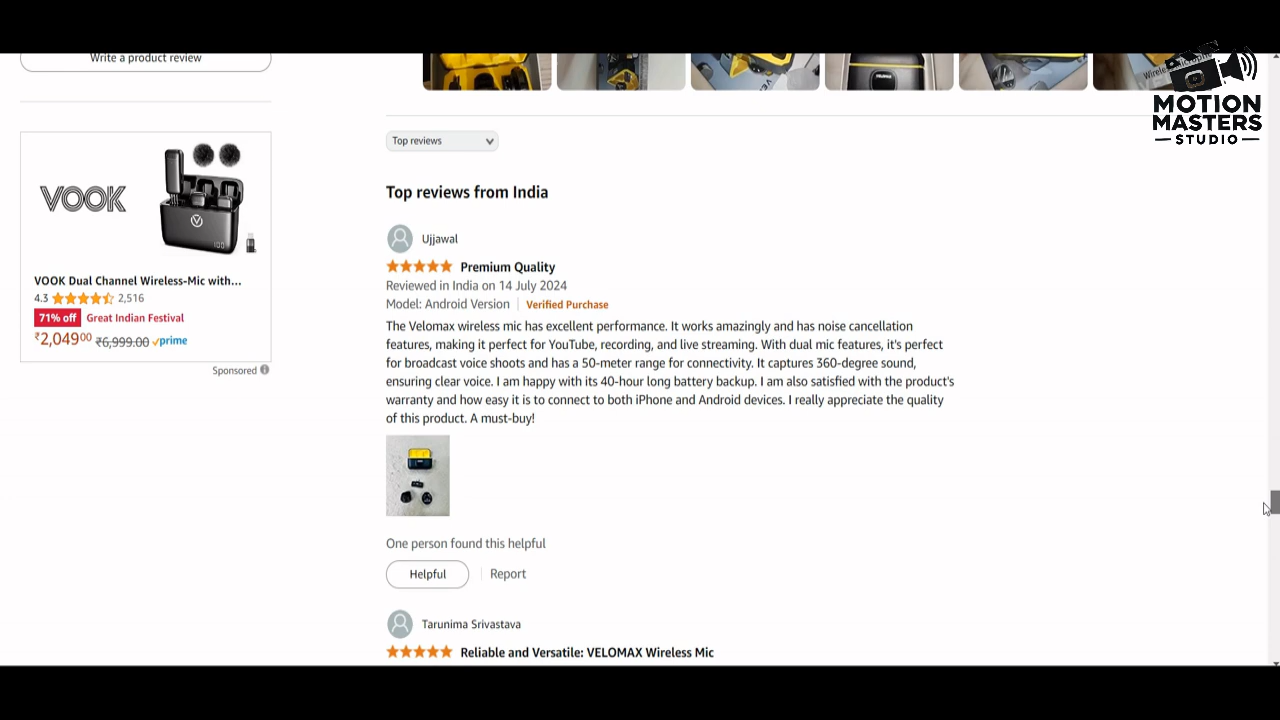 Write a product review
VELOMAX
MOTION
MASTERS
STUDIO
Top reviews
VOOK
Top reviews from India
Ujjawal
Premium Quality
Reviewed in India on 14 July 2024
Model: Android Version
Verified Purchase
The Velomax wireless mic has excellent performance. It works amazingly and has noise cancellation
features, making it perfect for YouTube, recording, and live streaming. With dual mic features, it's perfect
for broadcast voice shoots and has a 50-meter range for connectivity. It captures 360-degree sound,
ensuring clear voice. I am happy with its 40-hour long battery backup. I am also satisfied with the product's
warranty and how easy it is to connect to both iPhone and Android devices. I really appreciate the quality
of this product. A must-buy!
VOOK Dual Channel Wireless-Mic with...
4.3
2,516
71% off
Great Indian Festival
₹2,049⁰⁰ ₹6,999.00 prime
Sponsored
One person found this helpful
Helpful
Report
Tarunima Srivastava
Reliable and Versatile: VELOMAX Wireless Mic